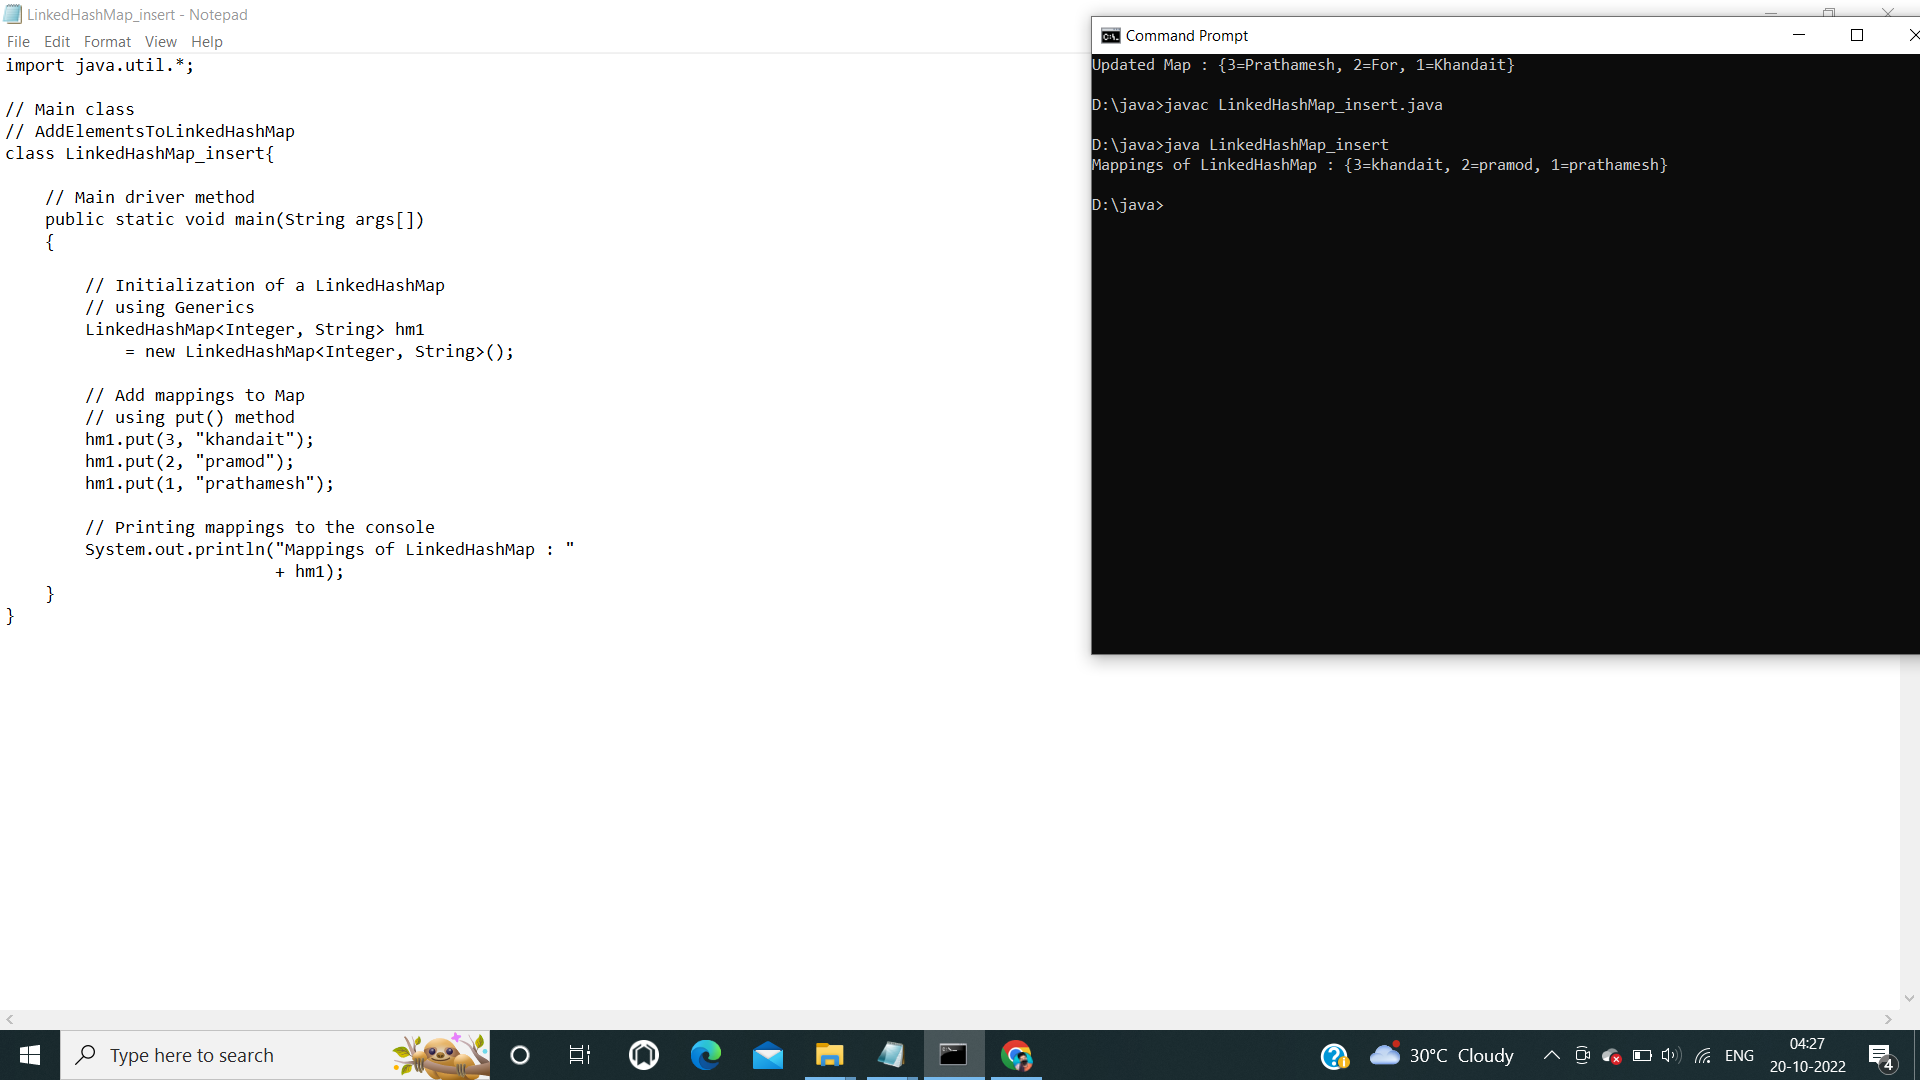 LinkedHashMap_insert - Notepad
File Edit Format View Help
import java.util.*;
// Main class
// AddElementsToLinkedHashMap
class LinkedHashMap_insert{
// Main driver method
public static void main(String args[])
{
// Initialization of a LinkedHashMap
// using Generics
LinkedHashMap<Integer, String> hm1
= new LinkedHashMap<Integer, String>();
// Add mappings to Map
// using put() method
hm1.put(3, "khandait");
hm1.put(2, "pramod");
hm1.put(1, "prathamesh");
// Printing mappings to the console
System.out.println("Mappings of LinkedHashMap : "
+ hm1);
}
}
Command Prompt
Updated Map : {3=Prathamesh, 2=For, 1=Khandait}
D:\java>javac LinkedHashMap_insert.java
D:\java>java LinkedHashMap_insert
Mappings of LinkedHashMap : {3=khandait, 2=pramod, 1=prathamesh}
D:\java>
Type here to search
30°C Cloudy
ENG
04:27
20-10-2022
4